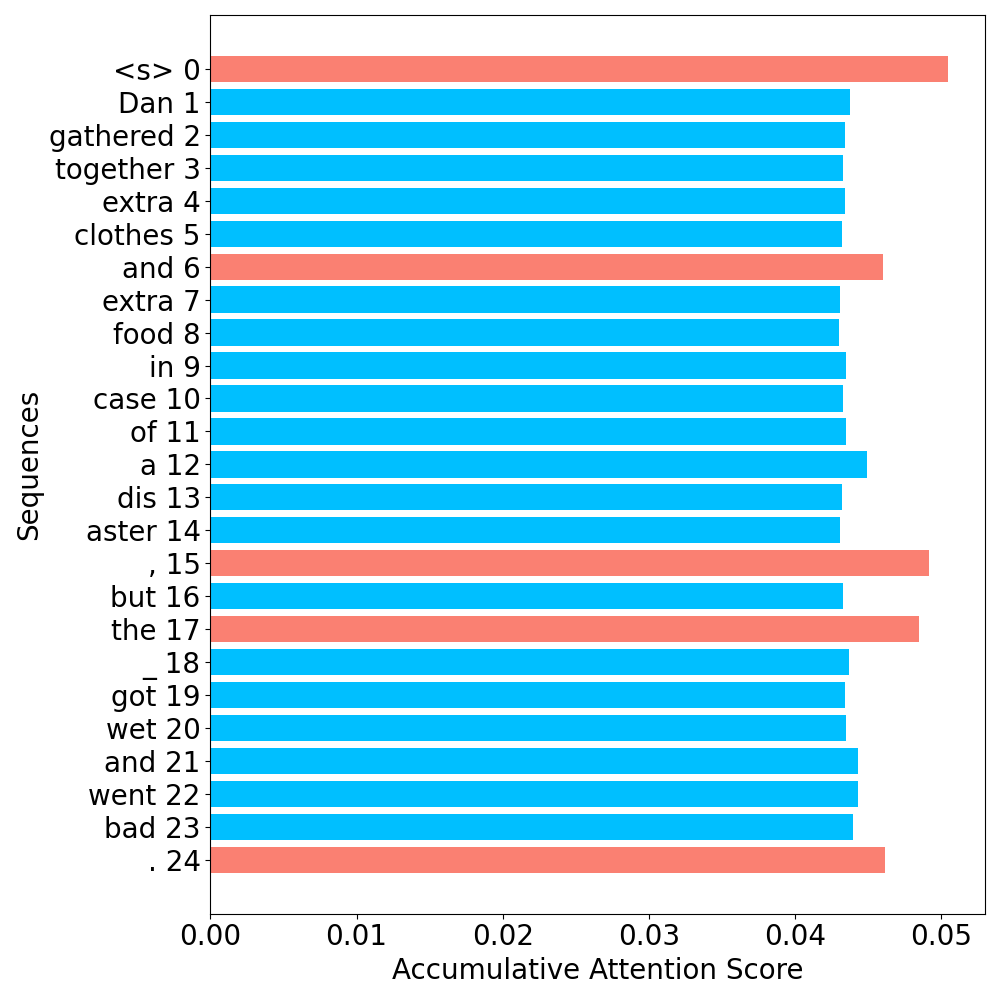 <s> 0
Dan 1
gathered 2
together 3
extra 4
clothes 5
and 6
extra 7
food 8
in 9
case 10
of 11
a 12
dis 13
aster 14
, 15
but 16
the 17
_ 18
got 19
wet 20
and 21
went 22
bad 23
. 24
Sequences
0.00 0.01 0.02 0.03 0.04 0.05
Accumulative Attention Score